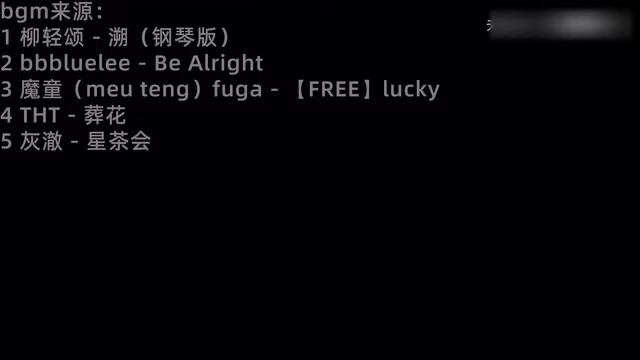 bgm来源：
1 柳轻颂 - 溯（钢琴版）
2 bbbluelee - Be Alright
3 魔童（meu teng）fuga - 【FREE】lucky
4 THT - 葬花
5 灰澈 - 星茶会